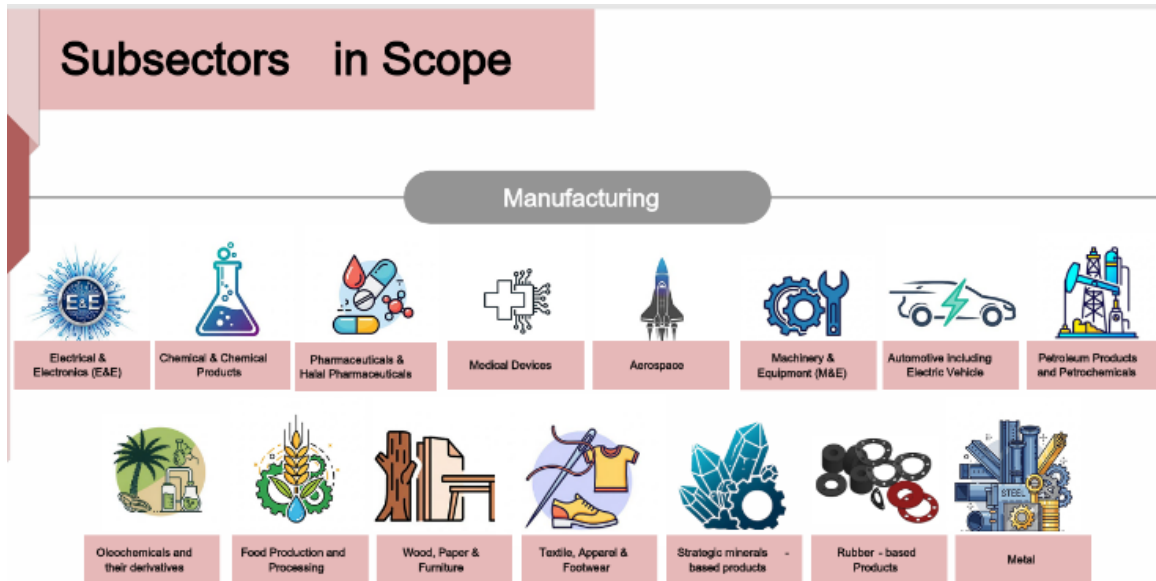 Subsectors in Scope
Manufacturing
E&E
Electrical &
Electronics (E&E)
Chemical & Chemical
Products
Pharmaceuticals &
Halal Pharmaceuticals
Medical Devices
Aerospace
Machinery &
Equipment (M&E)
Automotive including
Electric Vehicle
Petroleum Products
and Petrochemicals
STEEL
Oleochemicals and
their derivatives
Food Production and
Processing
Wood, Paper &
Furniture
Textile, Apparel &
Footwear
Strategic minerals -
based products
Rubber - based
Products
Metal